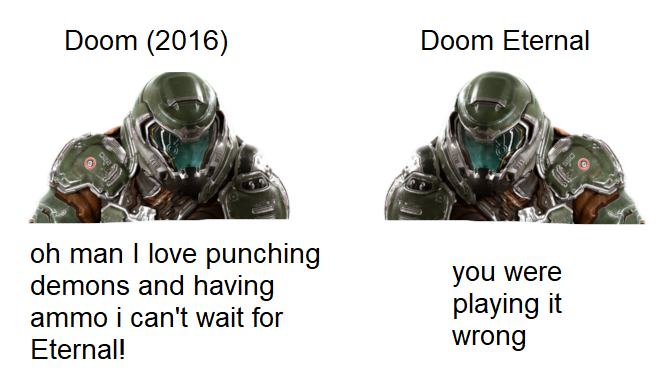 Doom (2016)
Doom Eternal
oh man I love punching
demons and having
ammo i can't wait for
Eternal!
you were
playing it
wrong